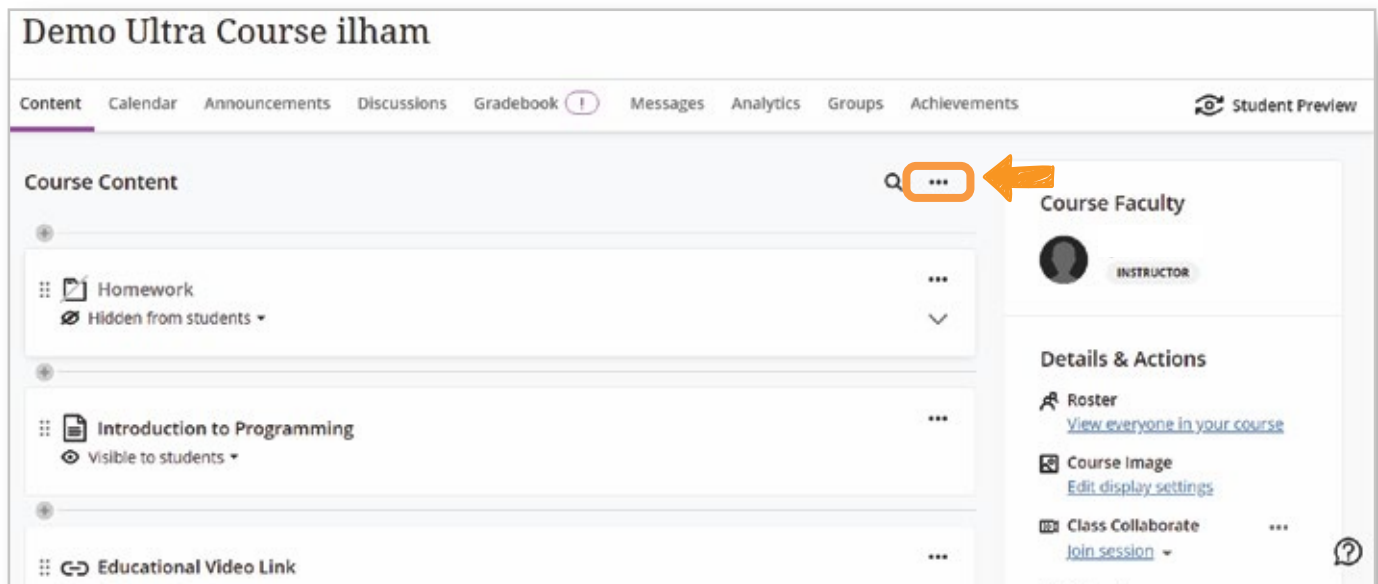 Demo Ultra Course ilham
Content Calendar Announcements Discussions Gradebook ! Messages Analytics Groups Achievements Student Preview
Course Content
Homework
Hidden from students
Introduction to Programming
Visible to students
Educational Video Link
Course Faculty
INSTRUCTOR
Details & Actions
Roster
View everyone in your course
Course Image
Edit display settings
Class Collaborate
Join session